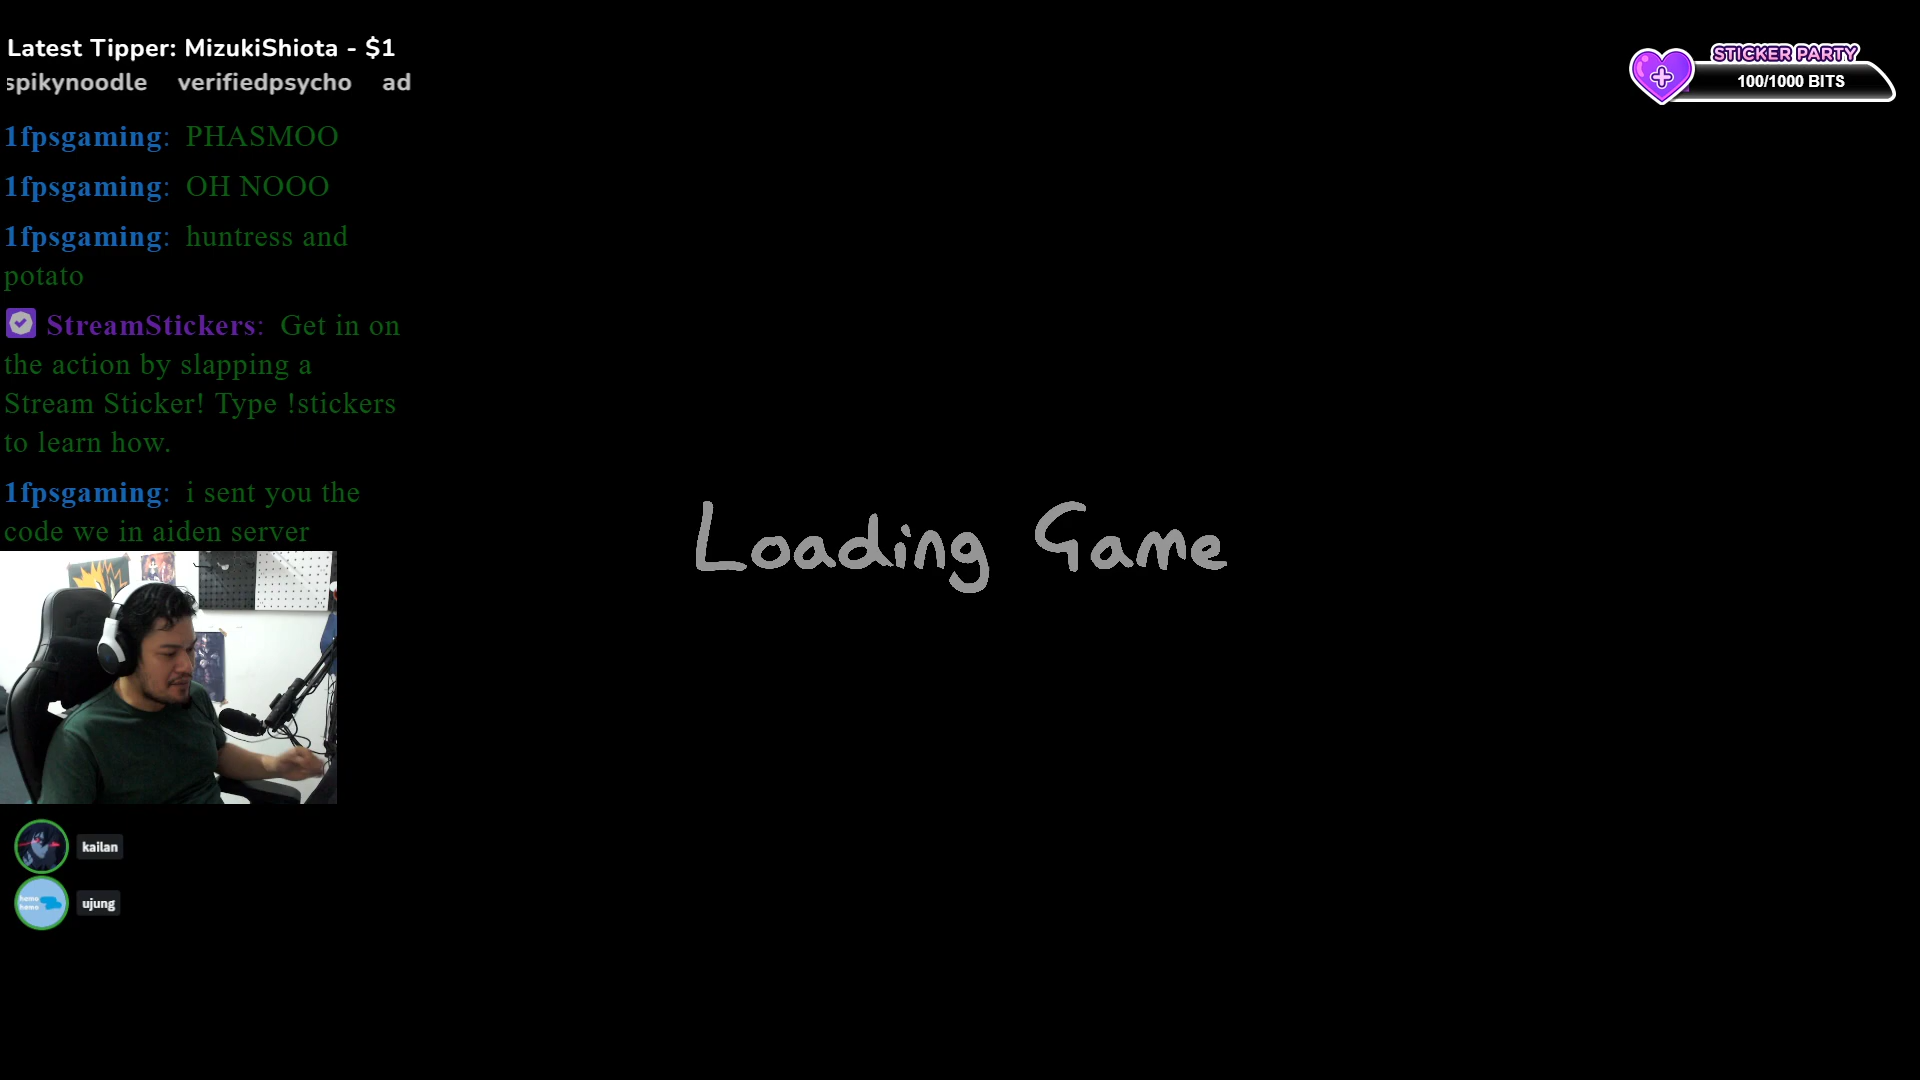 Latest Tipper: MizukiShiota - $1
spikynoodle verifiedpsycho ad
STICKER PARTY
100/1000 BITS
1fpsgaming: PHASMOO
1fpsgaming: OH NOOO
1fpsgaming: huntress and
potato
StreamStickers: Get in on
the action by slapping a
Stream Sticker! Type !stickers
to learn how.
1fpsgaming: i sent you the
code we in aiden server
Loading Game
kailan
ujung